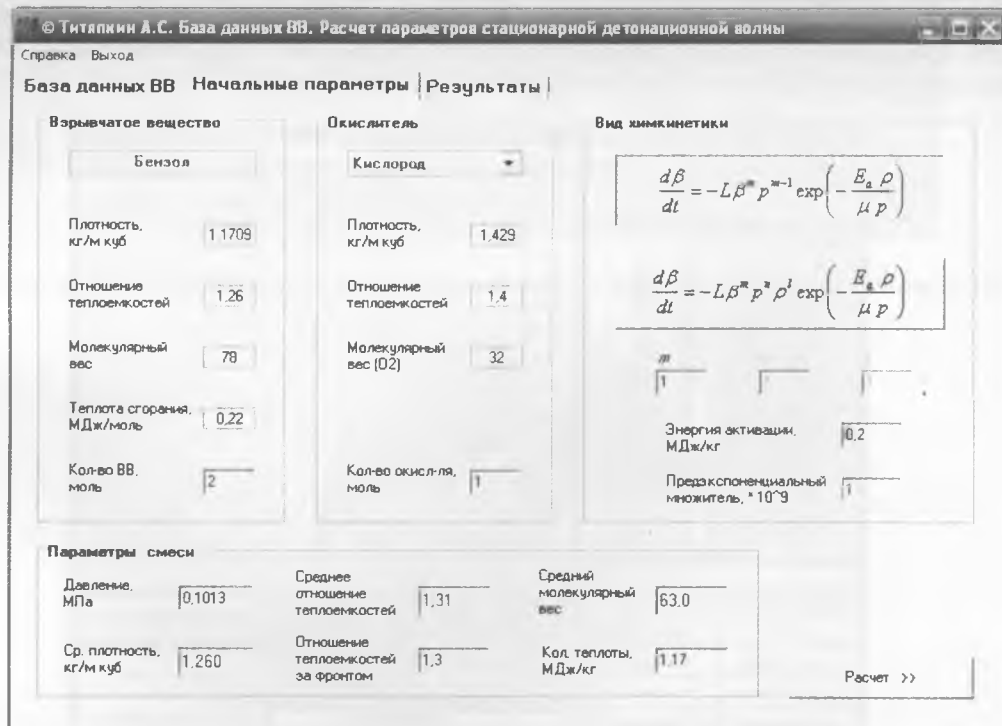 © Титяпкин А.С. База данных ВВ. Расчет параметров стационарной детонационной волны
Справка Выход
База данных ВВ Начальные параметры Результаты
Взрывчатое вещество
Бензол
Плотность,
кг/м куб
1.1709
Отношение
теплоемкостей
1,26
Молекулярный
вес
78
Теплота сгорания,
МДж/моль
0,22
Кол-во ВВ,
моль
2
Окислитель
Кислород
Плотность,
кг/м куб
1,429
Отношение
теплоемкостей
1,4
Молекулярный
вес (O2)
32
Кол-во окисл-ля,
моль
1
Вид химкинетики
dβ/dt = -L β^m p^(m-1) exp(- E_a ρ / μ p)
dβ/dt = -L β^m p^n ρ^l exp(- E_a ρ / μ p)
m
1
Энергия активации,
МДж/кг
0,2
Предэкспоненциальный
множитель, * 10^9
1
Параметры смеси
Давление,
МПа
0,1013
Среднее
отношение
теплоемкостей
1,31
Средний
молекулярный
вес
63.0
Ср. плотность,
кг/м куб
1,260
Отношение
теплоемкостей
за фронтом
1,3
Кол. теплоты,
МДж/кг
1,17
Расчет >>